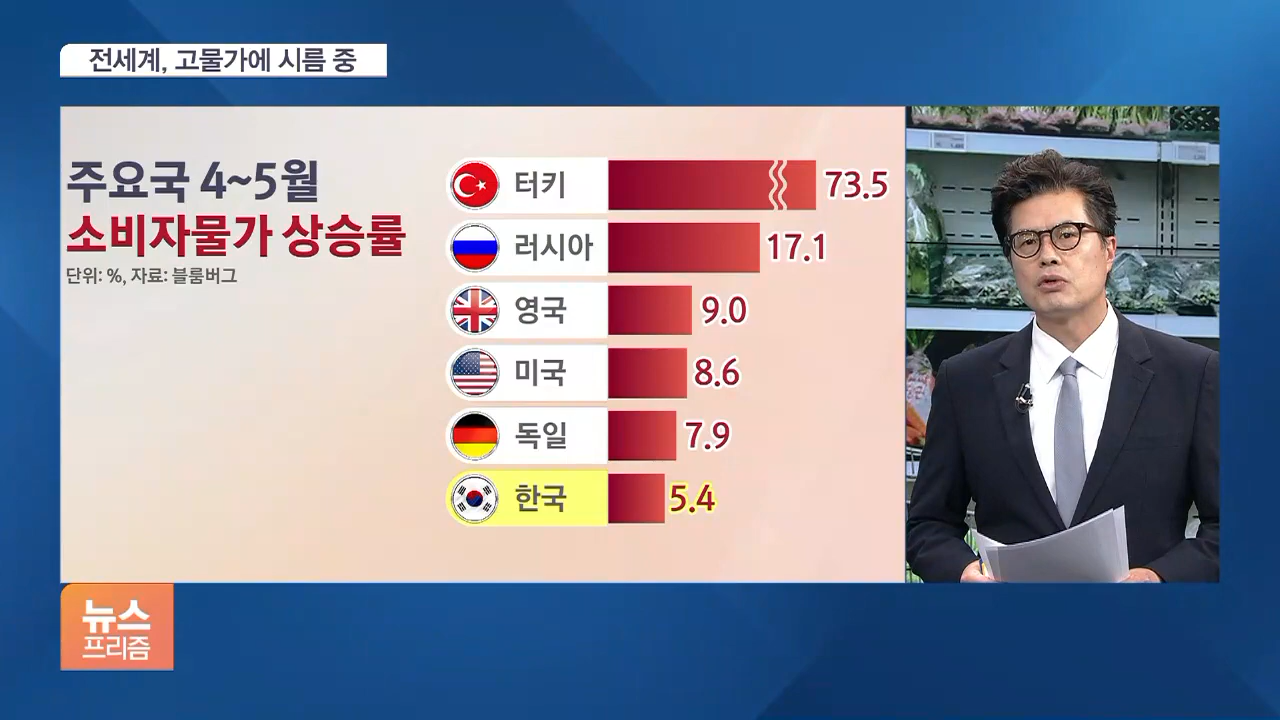 전세계, 고물가에 시름 중
주요국 4~5월
소비자물가 상승률
단위: %, 자료: 블룸버그
터키 73.5
러시아 17.1
영국 9.0
미국 8.6
독일 7.9
한국 5.4
뉴스
프리즘